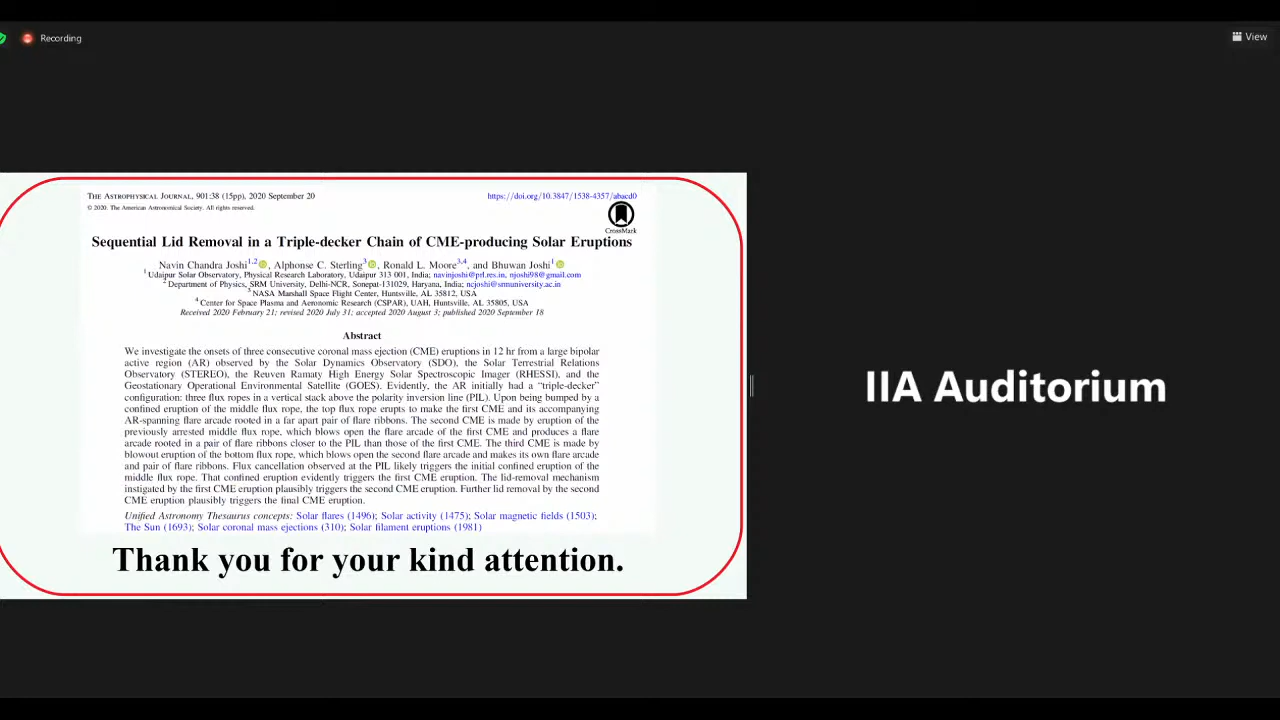 Recording
View
THE ASTROPHYSICAL JOURNAL, 901:38 (15pp), 2020 September 20
https://doi.org/10.3847/1538-4357/abacd0
© 2020. The American Astronomical Society. All rights reserved.
CrossMark
Sequential Lid Removal in a Triple-decker Chain of CME-producing Solar Eruptions
Navin Chandra Joshi1,2, Alphonse C. Sterling3, Ronald L. Moore3,4, and Bhuwan Joshi1
1 Udaipur Solar Observatory, Physical Research Laboratory, Udaipur 313 001, India; navinjoshi@prl.res.in, njoshi98@gmail.com
2 Department of Physics, SRM University, Delhi-NCR, Sonepat-131029, Haryana, India; ncjoshi@srmuniversity.ac.in
3 NASA Marshall Space Flight Center, Huntsville, AL 35812, USA
4 Center for Space Plasma and Aeronomic Research (CSPAR), UAH, Huntsville, AL 35805, USA
Received 2020 February 21; revised 2020 July 31; accepted 2020 August 3; published 2020 September 18
Abstract
We investigate the onsets of three consecutive coronal mass ejection (CME) eruptions in 12 hr from a large bipolar
active region (AR) observed by the Solar Dynamics Observatory (SDO), the Solar Terrestrial Relations
Observatory (STEREO), the Reuven Ramaty High Energy Solar Spectroscopic Imager (RHESSI), and the
Geostationary Operational Environmental Satellite (GOES). Evidently, the AR initially had a “triple-decker”
configuration: three flux ropes in a vertical stack above the polarity inversion line (PIL). Upon being bumped by a
confined eruption of the middle flux rope, the top flux rope erupts to make the first CME and its accompanying
AR-spanning flare arcade rooted in a far apart pair of flare ribbons. The second CME is made by eruption of the
previously arrested middle flux rope, which blows open the flare arcade of the first CME and produces a flare
arcade rooted in a pair of flare ribbons closer to the PIL than those of the first CME. The third CME is made by
blowout eruption of the bottom flux rope, which blows open the second flare arcade and makes its own flare arcade
and pair of flare ribbons. Flux cancellation observed at the PIL likely triggers the initial confined eruption of the
middle flux rope. That confined eruption evidently triggers the first CME eruption. The lid-removal mechanism
instigated by the first CME eruption plausibly triggers the second CME eruption. Further lid removal by the second
CME eruption plausibly triggers the final CME eruption.
Unified Astronomy Thesaurus concepts: Solar flares (1496); Solar activity (1475); Solar magnetic fields (1503);
The Sun (1693); Solar coronal mass ejections (310); Solar filament eruptions (1981)
Thank you for your kind attention.
IIA Auditorium